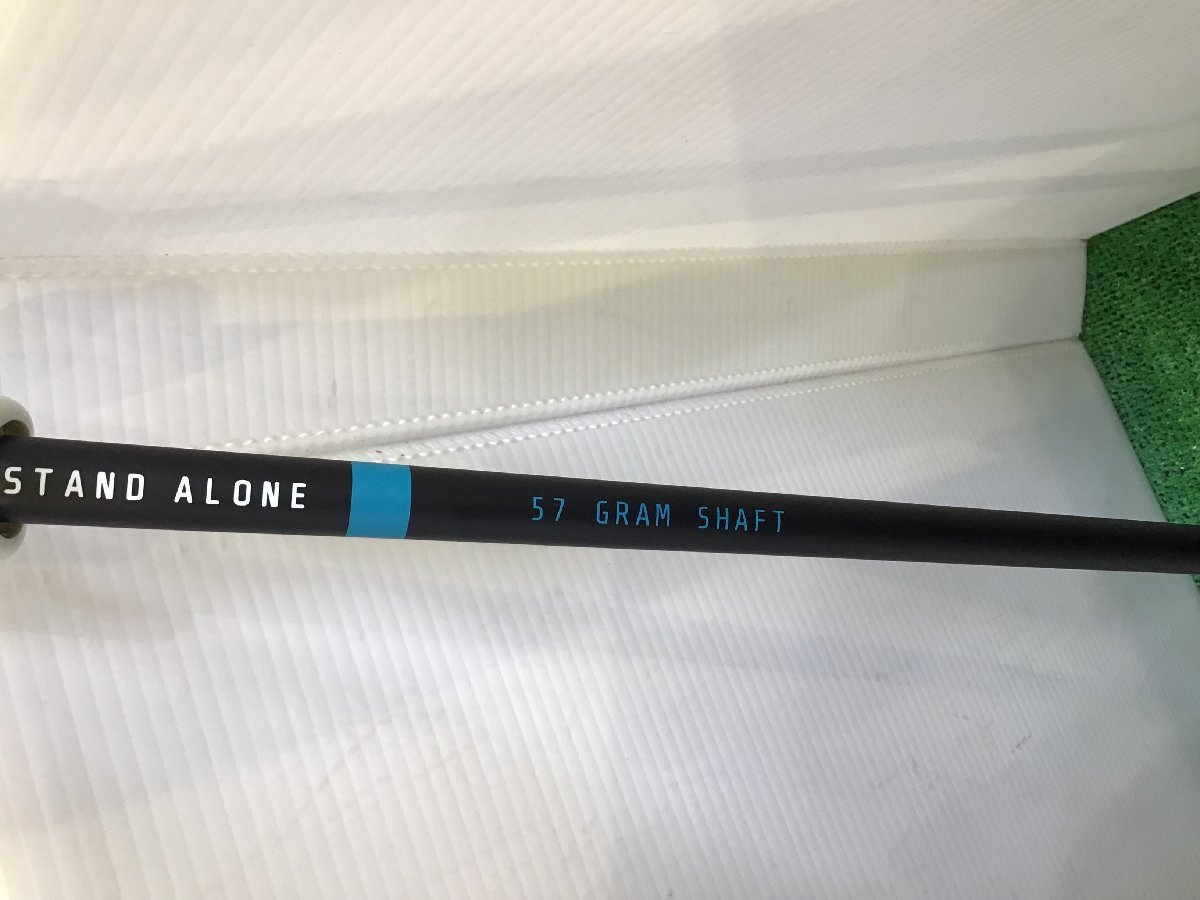 STAND ALONE
57 GRAM SHAFT